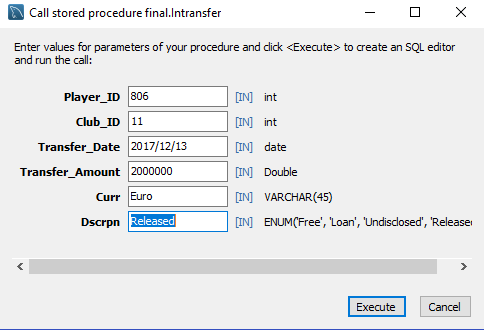 Call stored procedure final.Intransfer
Enter values for parameters of your procedure and click <Execute> to create an SQL editor
and run the call:
Player_ID 806 [IN] int
Club_ID 11 [IN] int
Transfer_Date 2017/12/13 [IN] date
Transfer_Amount 2000000 [IN] Double
Curr Euro [IN] VARCHAR(45)
Dscrpn Released [IN] ENUM('Free', 'Loan', 'Undisclosed', 'Released
Execute Cancel